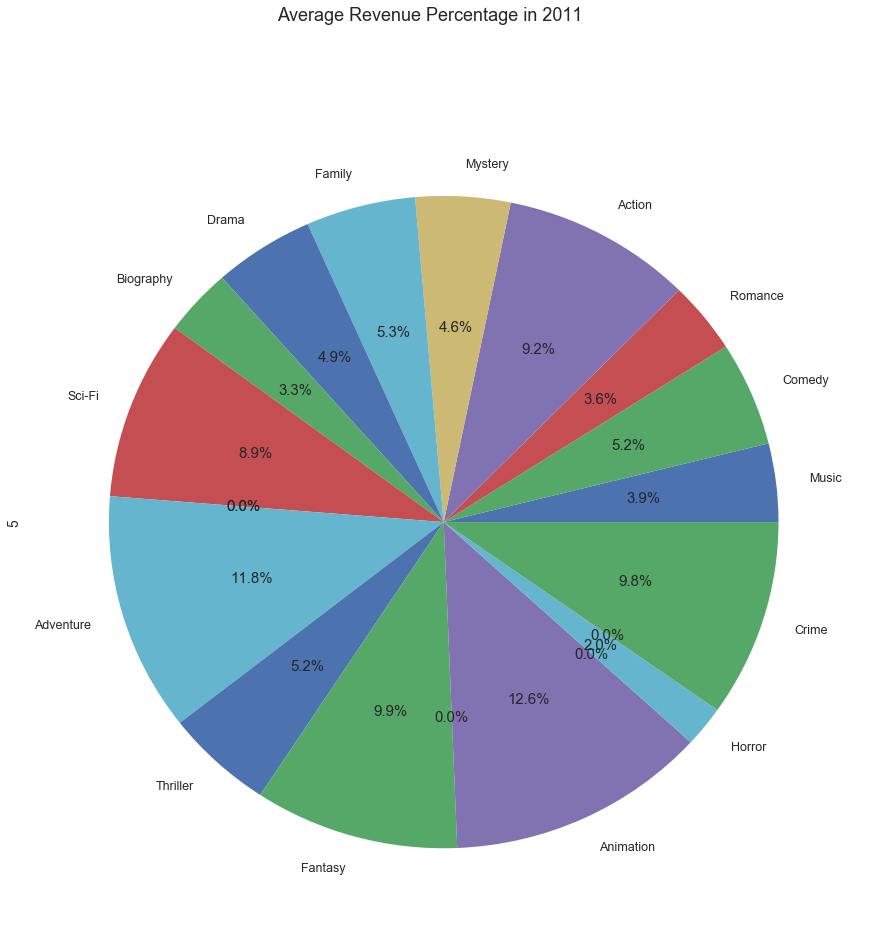 Average Revenue Percentage in 2011
Mystery
Family
Action
Drama
Biography
Romance
Sci-Fi
Comedy
Music
Adventure
Crime
Thriller
Horror
Fantasy
Animation
4.6%
5.3%
9.2%
4.9%
3.3%
3.6%
8.9%
5.2%
3.9%
0.0%
11.8%
9.8%
5.2%
0.0%
2.0%
0.0%
9.9%
0.0%
12.6%
5